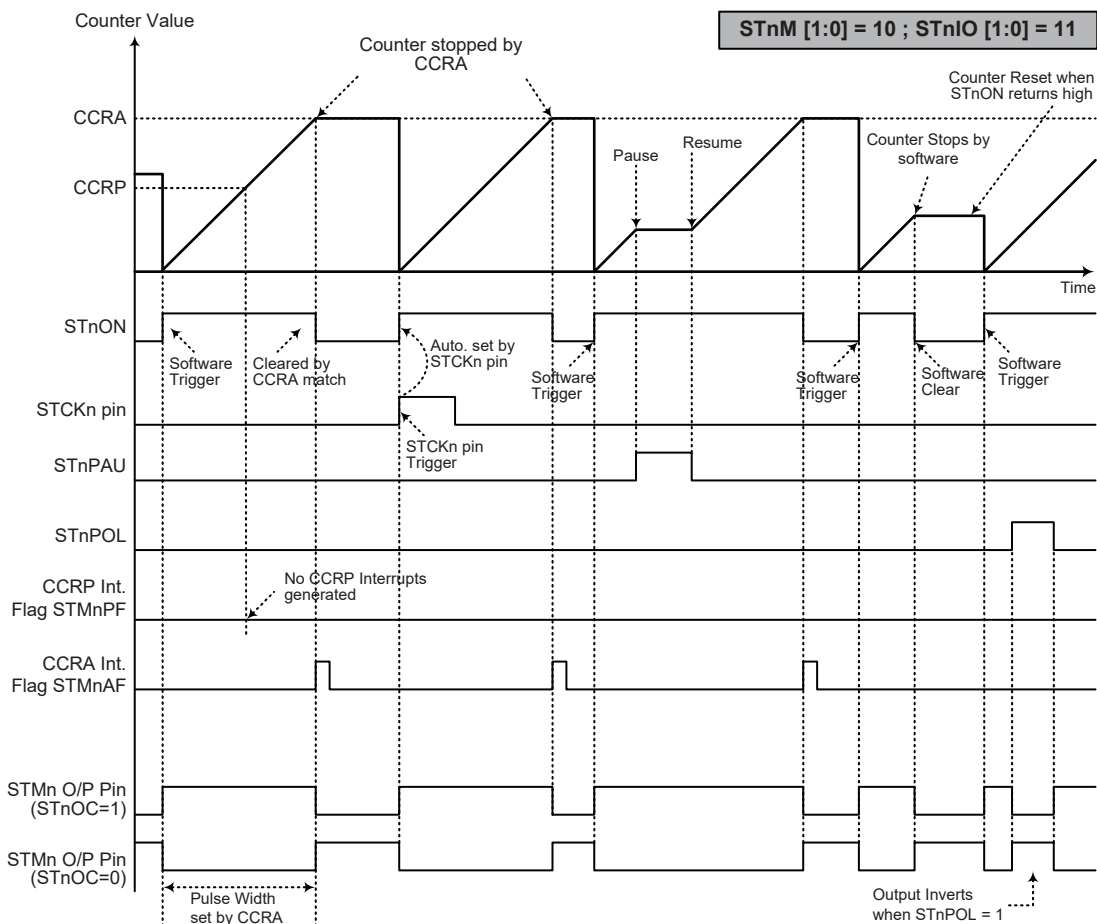 Counter Value
STnM [1:0] = 10 ; STnIO [1:0] = 11
Counter stopped by
CCRA
Counter Reset when
STnON returns high
CCRA
Pause
Resume
Counter Stops by
software
CCRP
Time
STnON
Software
Trigger
Cleared by
CCRA match
Auto. set by
STCKn pin
Software
Trigger
Software
Trigger
Software
Clear
Software
Trigger
STCKn pin
STCKn pin
Trigger
STnPAU
STnPOL
CCRP Int.
Flag STMnPF
No CCRP Interrupts
generated
CCRA Int.
Flag STMnAF
STMn O/P Pin
(STnOC=1)
STMn O/P Pin
(STnOC=0)
Pulse Width
set by CCRA
Output Inverts
when STnPOL = 1